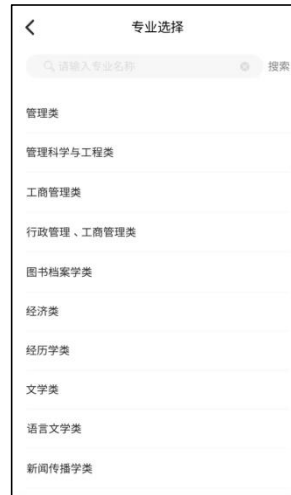 专业选择
请输入专业名称 搜索
管理类
管理科学与工程类
工商管理类
行政管理、工商管理类
图书档案学类
经济类
经历学类
文学类
语言文学类
新闻传播学类